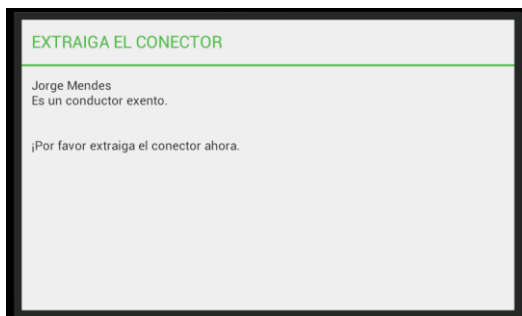 EXTRAIGA EL CONECTOR
Jorge Mendes
Es un conductor exento.
¡Por favor extraiga el conector ahora.